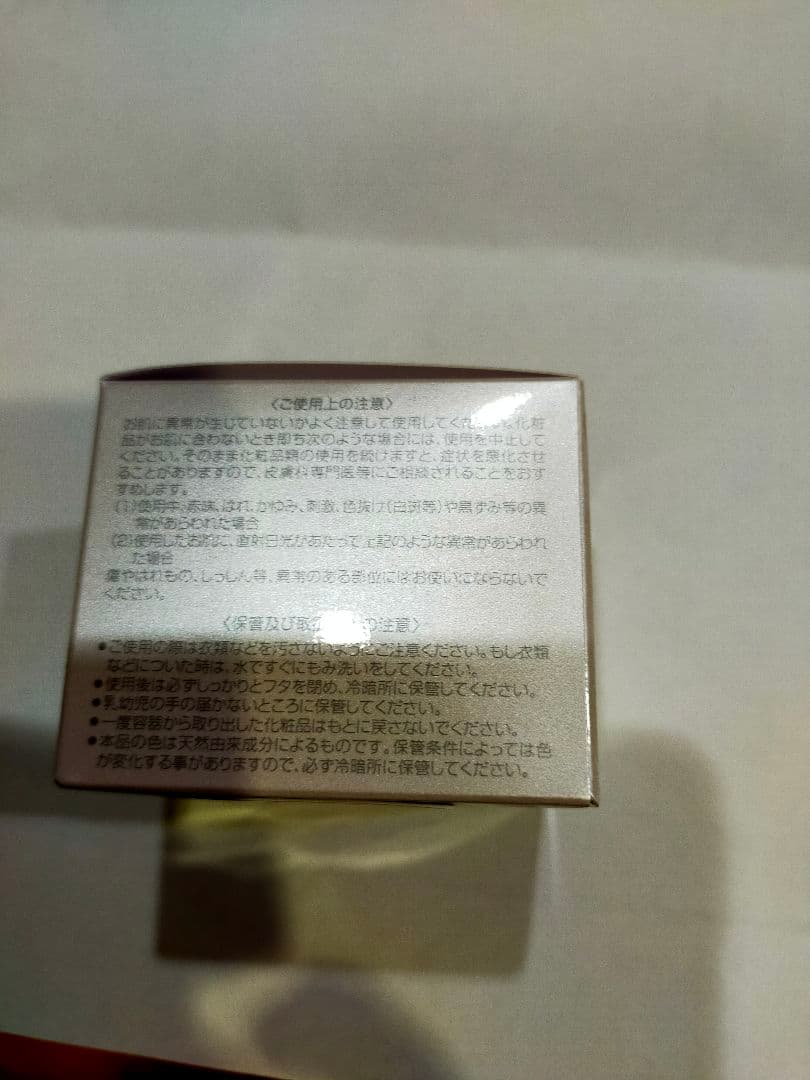 〈ご使用上の注意〉
お肌に異常が生じていないかよく注意して使用してく 化粧
品がお肌に合わないとき即ち次のような場合には、使用を中止して
ください。そのまま化粧品類の使用を続けますと、症状を悪化させ
ることがありますので、皮膚科専門医等にご相談されることをおす
すめします。
(1)使用中、赤味、はれ、かゆみ、刺激、色抜け(白斑等)や黒ずみ等の異
常があらわれた場合
(2)使用したお肌に、直射日光があたって上記のような異常があらわれ
た場合
傷やはれもの、しっしん等、異常のある部位にはお使いにならないで
ください。
〈保管及び取 の注意〉
●ご使用の際は衣類などを汚さないようにご注意ください。もし衣類
などについた時は、水ですぐにもみ洗いをしてください。
●使用後は必ずしっかりとフタを閉め、冷暗所に保管してください。
●乳幼児の手の届かないところに保管してください。
●一度容器から取り出した化粧品はもとに戻さないでください。
●本品の色は天然由来成分によるものです。保管条件によっては色
が変化する事がありますので、必ず冷暗所に保管してください。